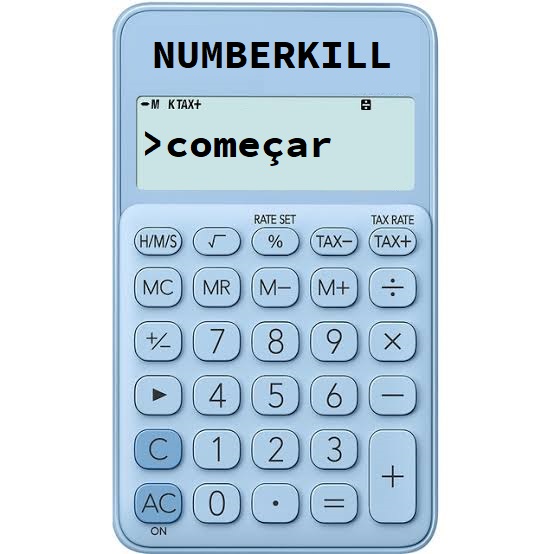 NUMBERKILL
M K TAX+
>começar
RATE SET TAX RATE
H/M/S √ % TAX− TAX+
MC MR M− M+ ÷
+/− 7 8 9 ×
▶ 4 5 6 −
C 1 2 3 +
AC 0 · =
ON